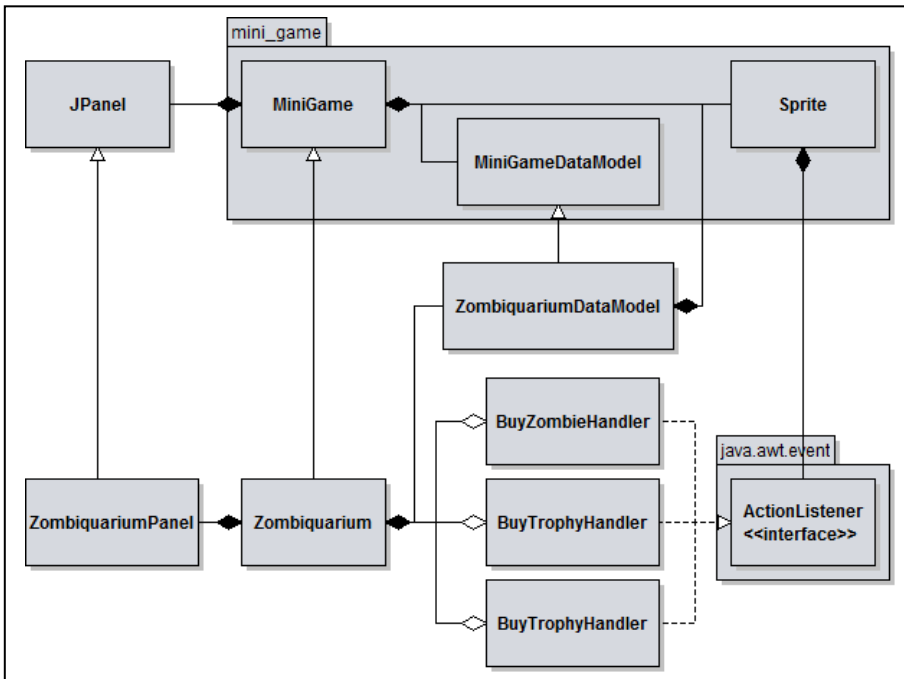 mini_game
JPanel
MiniGame
Sprite
MiniGameDataModel
ZombiquariumDataModel
BuyZombieHandler
java.awt.event
ZombiquariumPanel
Zombiquarium
BuyTrophyHandler
ActionListener
<<interface>>
BuyTrophyHandler